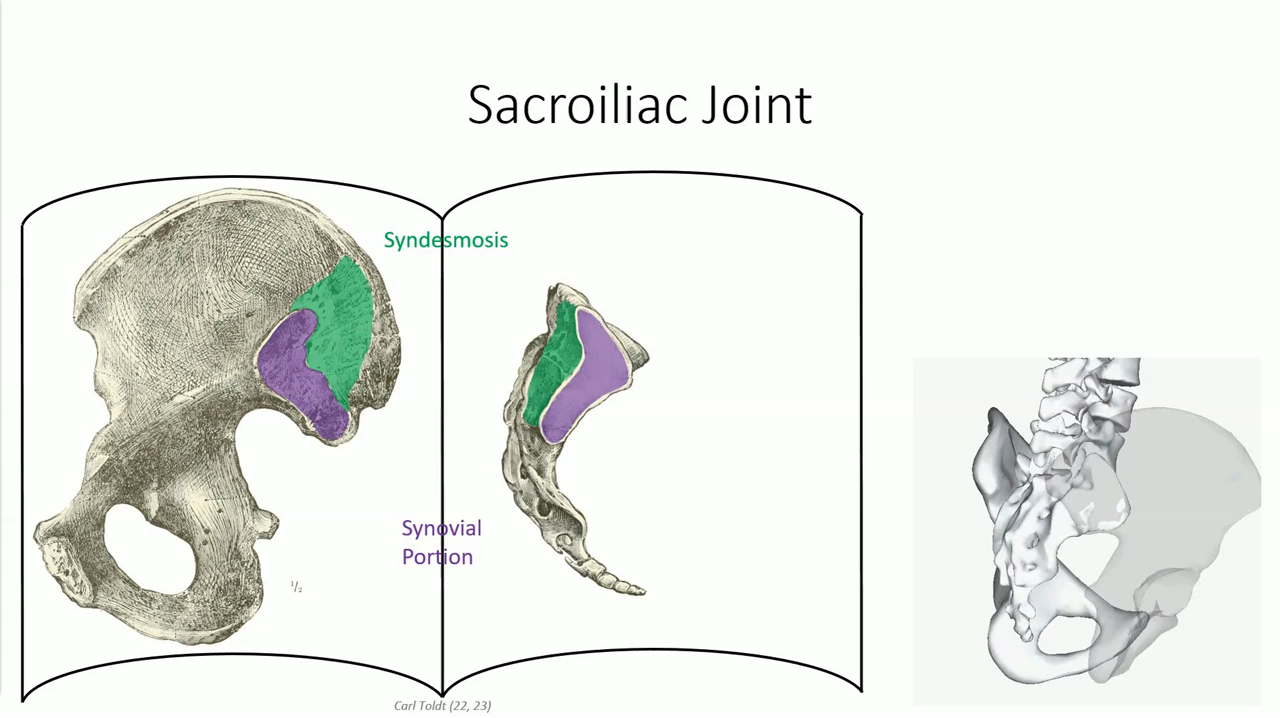 Sacroiliac Joint
Syndesmosis
Synovial
Portion
1/2
Carl Toldt (22, 23)